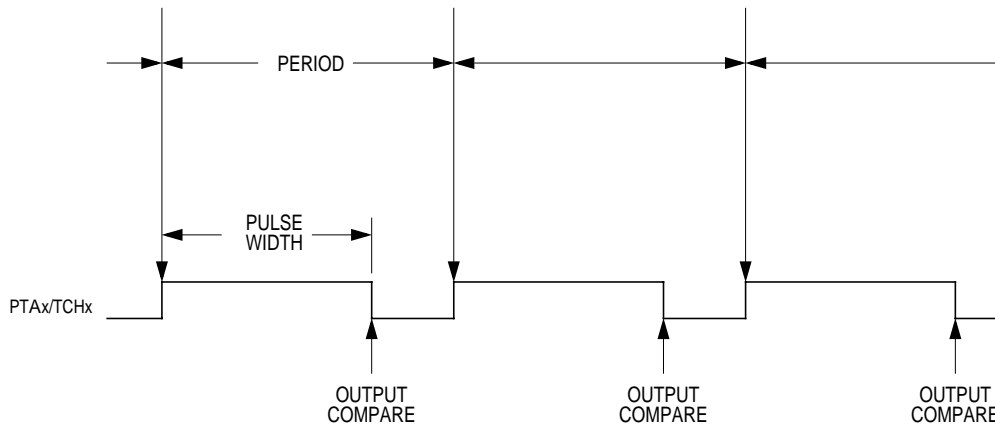 PERIOD
PULSE
WIDTH
PTAx/TCHx
OUTPUT
COMPARE
OUTPUT
COMPARE
OUTPUT
COMPARE